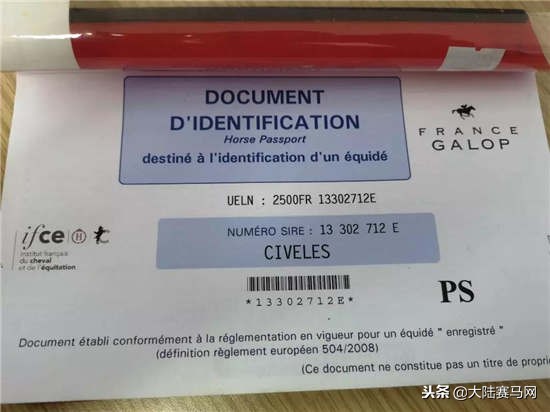 DOCUMENT
D'IDENTIFICATION
Horse Passport
destiné à l'identification d'un équidé
FRANCE
GALOP
UELN : 2500FR 13302712E
NUMÉRO SIRE : 13 302 712 E
CIVELES
ifce
institut français
du cheval
et de l'équitation
*13302712E*
PS
Document établi conformément à la réglementation en vigueur pour un équidé " enregistré "
(définition règlement européen 504/2008)
(Ce document ne constitue pas un titre de proprié
头条 @大陆赛马网